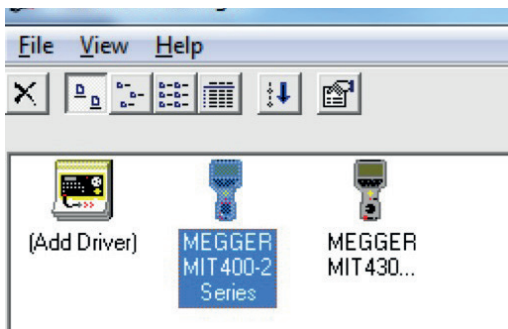 File View Help
(Add Driver)
MEGGER
MIT400-2
Series
MEGGER
MIT430...